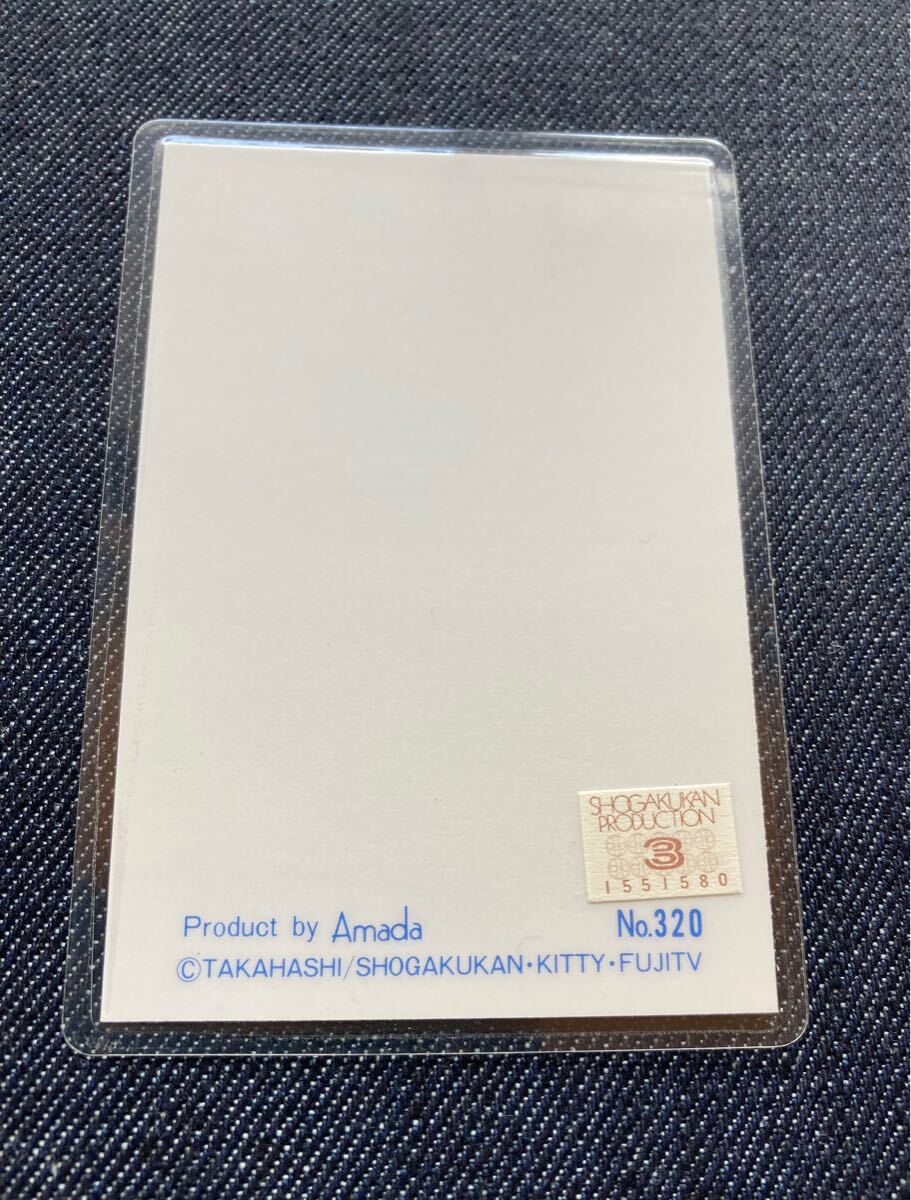 SHOGAKUKAN
PRODUCTION
3
1551580
Product by Amada No.320
©TAKAHASHI/SHOGAKUKAN・KITTY・FUJITV